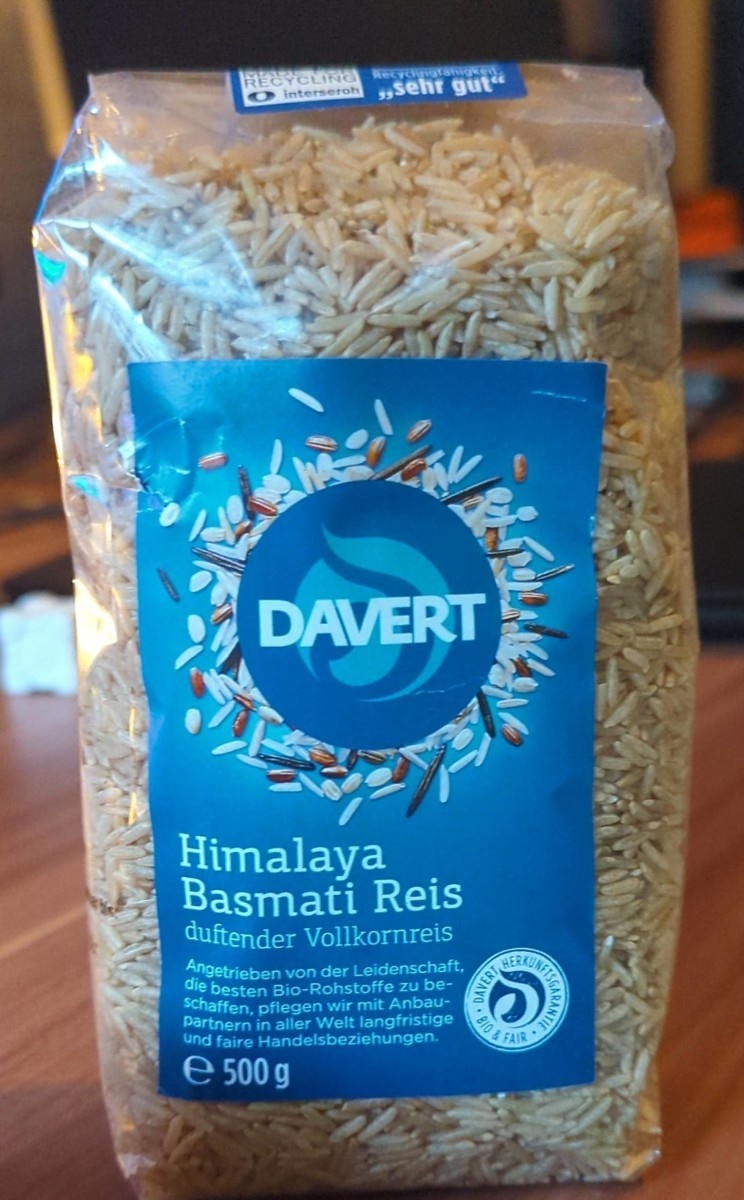 MADE FOR
RECYCLING
interseroh
Recyclingfähigkeit
„sehr gut“
DAVERT
Himalaya
Basmati Reis
duftender Vollkornreis
Angetrieben von der Leidenschaft,
die besten Bio-Rohstoffe zu be-
schaffen, pflegen wir mit Anbau-
partnern in aller Welt langfristige
und faire Handelsbeziehungen.
℮ 500 g
DAVERT HERKUNFTSGARANTIE
• BIO & FAIR •